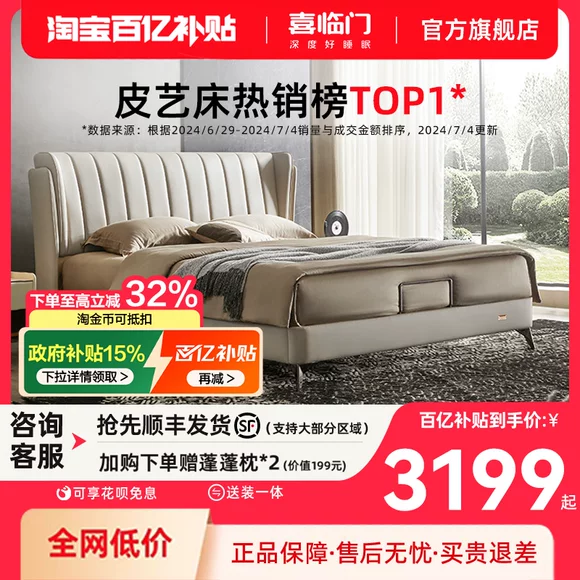 淘宝百亿补贴
喜临门
深度好睡眠
官方旗舰店
皮艺床热销榜TOP1*
*数据来源：根据2024/6/29-2024/7/4销量与成交金额排序，2024/7/4更新
下单至高立减32%
淘金币可抵扣
政府补贴15%
下拉详情领取>
百亿补贴
再减>
咨询
客服
抢先顺丰发货SF(支持大部分区域)
加购下单赠蓬蓬枕*2(价值199元)
可享花呗免息
送装一体
百亿补贴到手价:¥
3199起
全网低价
正品保障·售后无忧·买贵退差